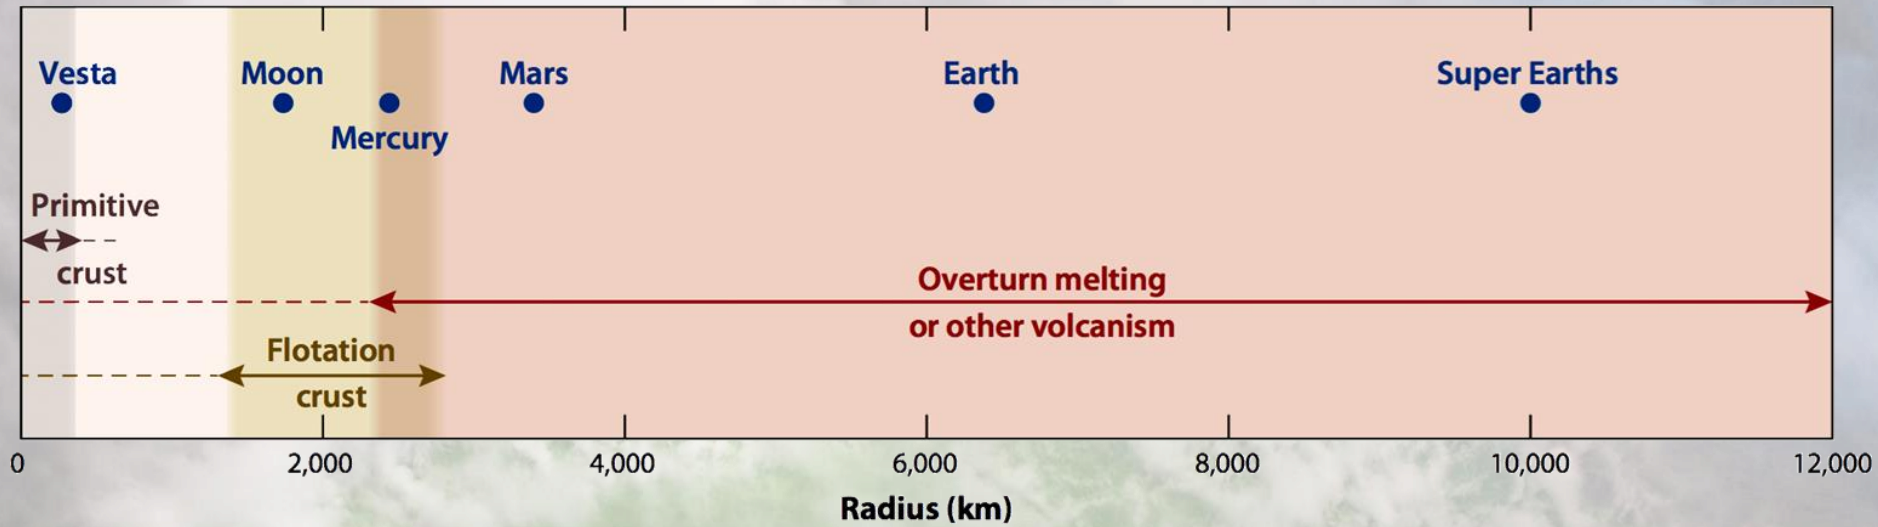 Vesta
Moon
Mercury
Mars
Earth
Super Earths
Primitive
crust
Overturn melting
or other volcanism
Flotation
crust
0
2,000
4,000
6,000
8,000
10,000
12,000
Radius (km)